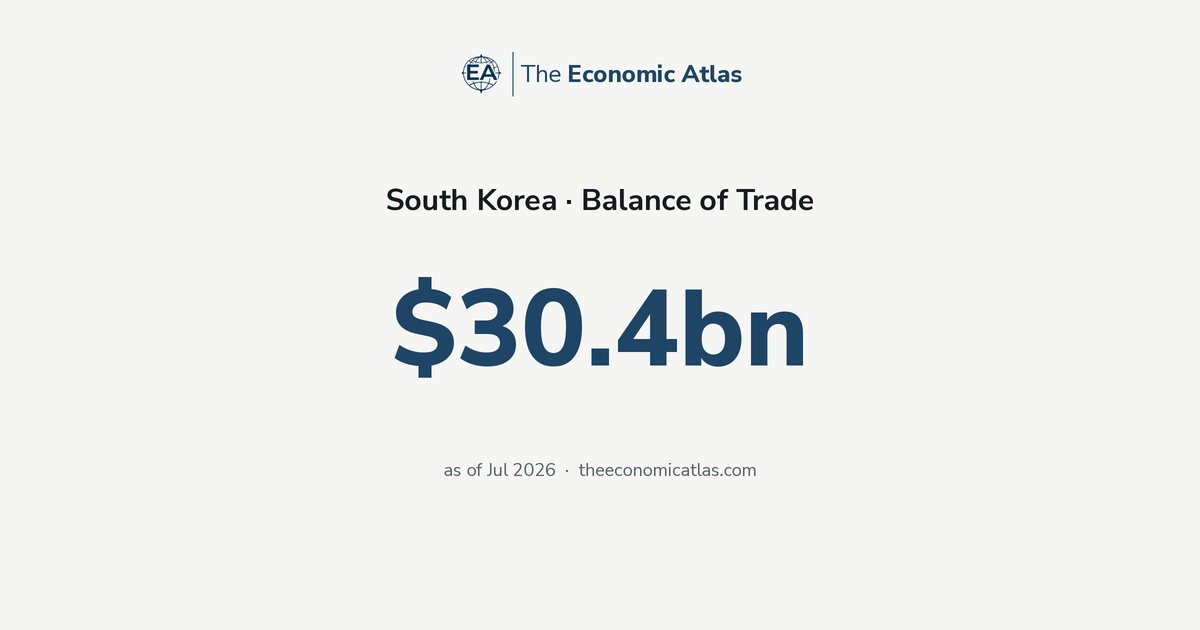 EA The Economic Atlas
South Korea · Balance of Trade
$30.4bn
as of Jul 2026 · theeconomicatlas.com